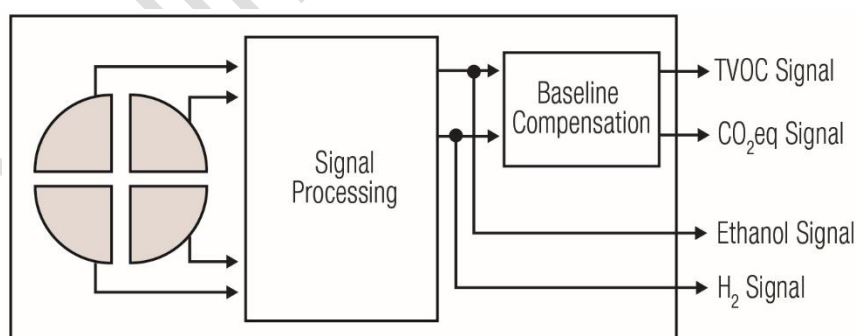 Signal
Processing
Baseline
Compensation
TVOC Signal
CO₂eq Signal
Ethanol Signal
H₂ Signal